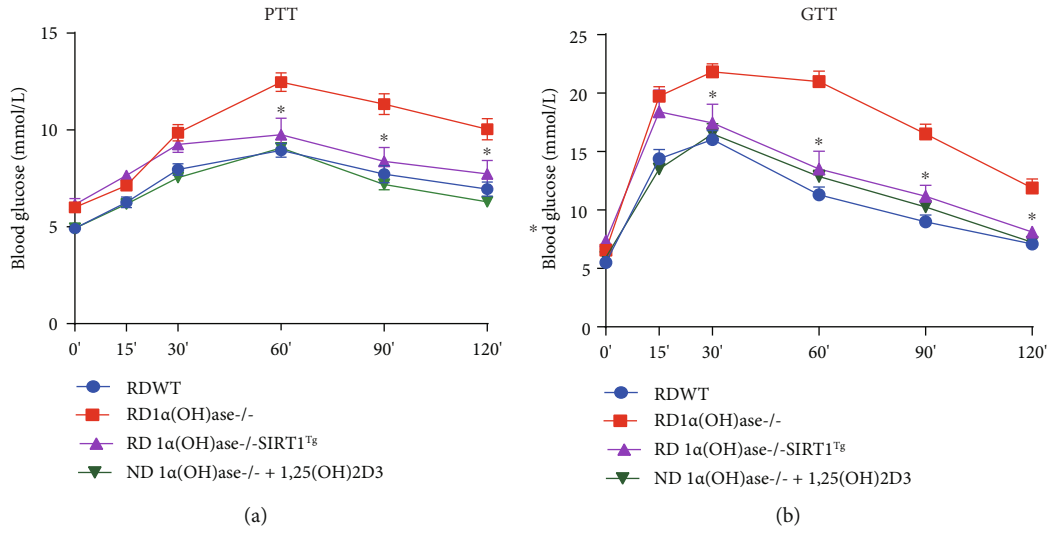 PTT
Blood glucose (mmol/L)
15
10
5
0
0'
15'
30'
60'
90'
120'
*
*
*
RDWT
RD1α(OH)ase-/-
RD 1α(OH)ase-/-SIRT1ᵀᵍ
ND 1α(OH)ase-/- + 1,25(OH)2D3
(a)
GTT
* Blood glucose (mmol/L)
25
20
15
10
5
0
0'
15'
30'
60'
90'
120'
*
*
*
*
RDWT
RD1α(OH)ase-/-
RD 1α(OH)ase-/-SIRT1ᵀᵍ
ND 1α(OH)ase-/- + 1,25(OH)2D3
(b)